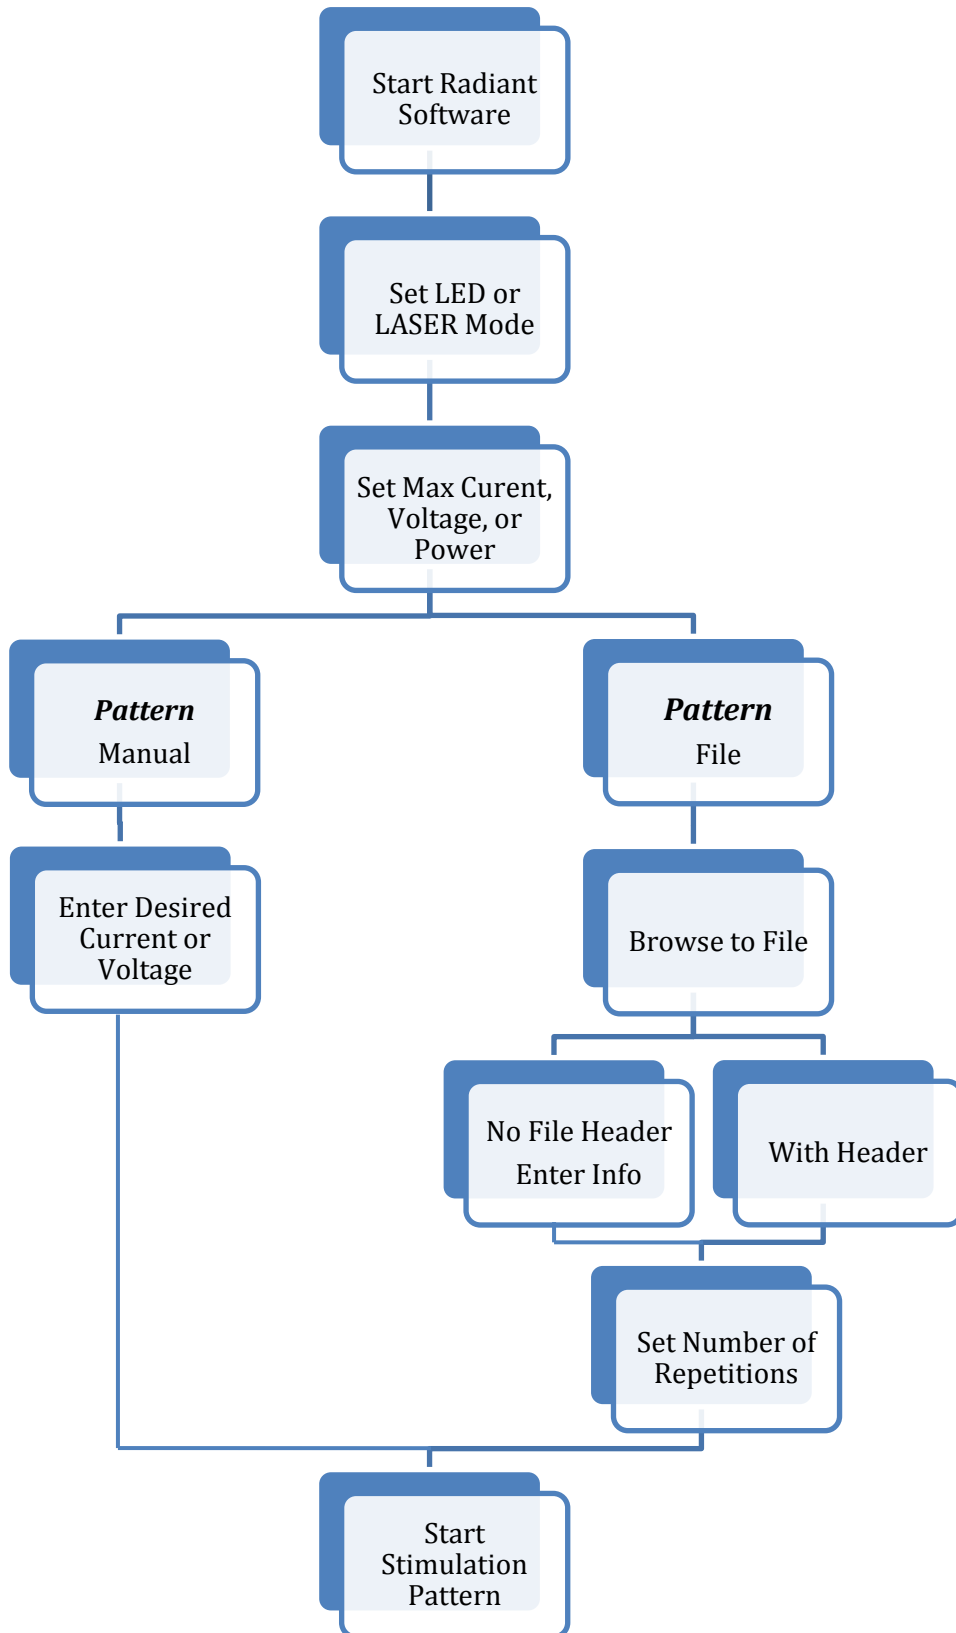 Start Radiant
Software
Set LED or
LASER Mode
Set Max Curent,
Voltage, or
Power
Pattern
Manual
Pattern
File
Enter Desired
Current or
Voltage
Browse to File
No File Header
Enter Info
With Header
Set Number of
Repetitions
Start
Stimulation
Pattern